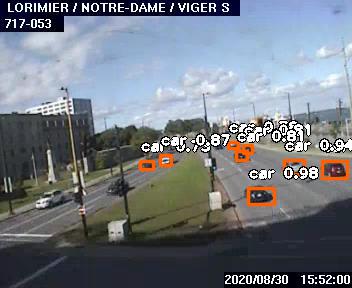 LORIMIER / NOTRE-DAME / VIGER S
717-053
car 0.87
car 0.81
car 0.94
car 0.98
2020/08/30 15:52:00